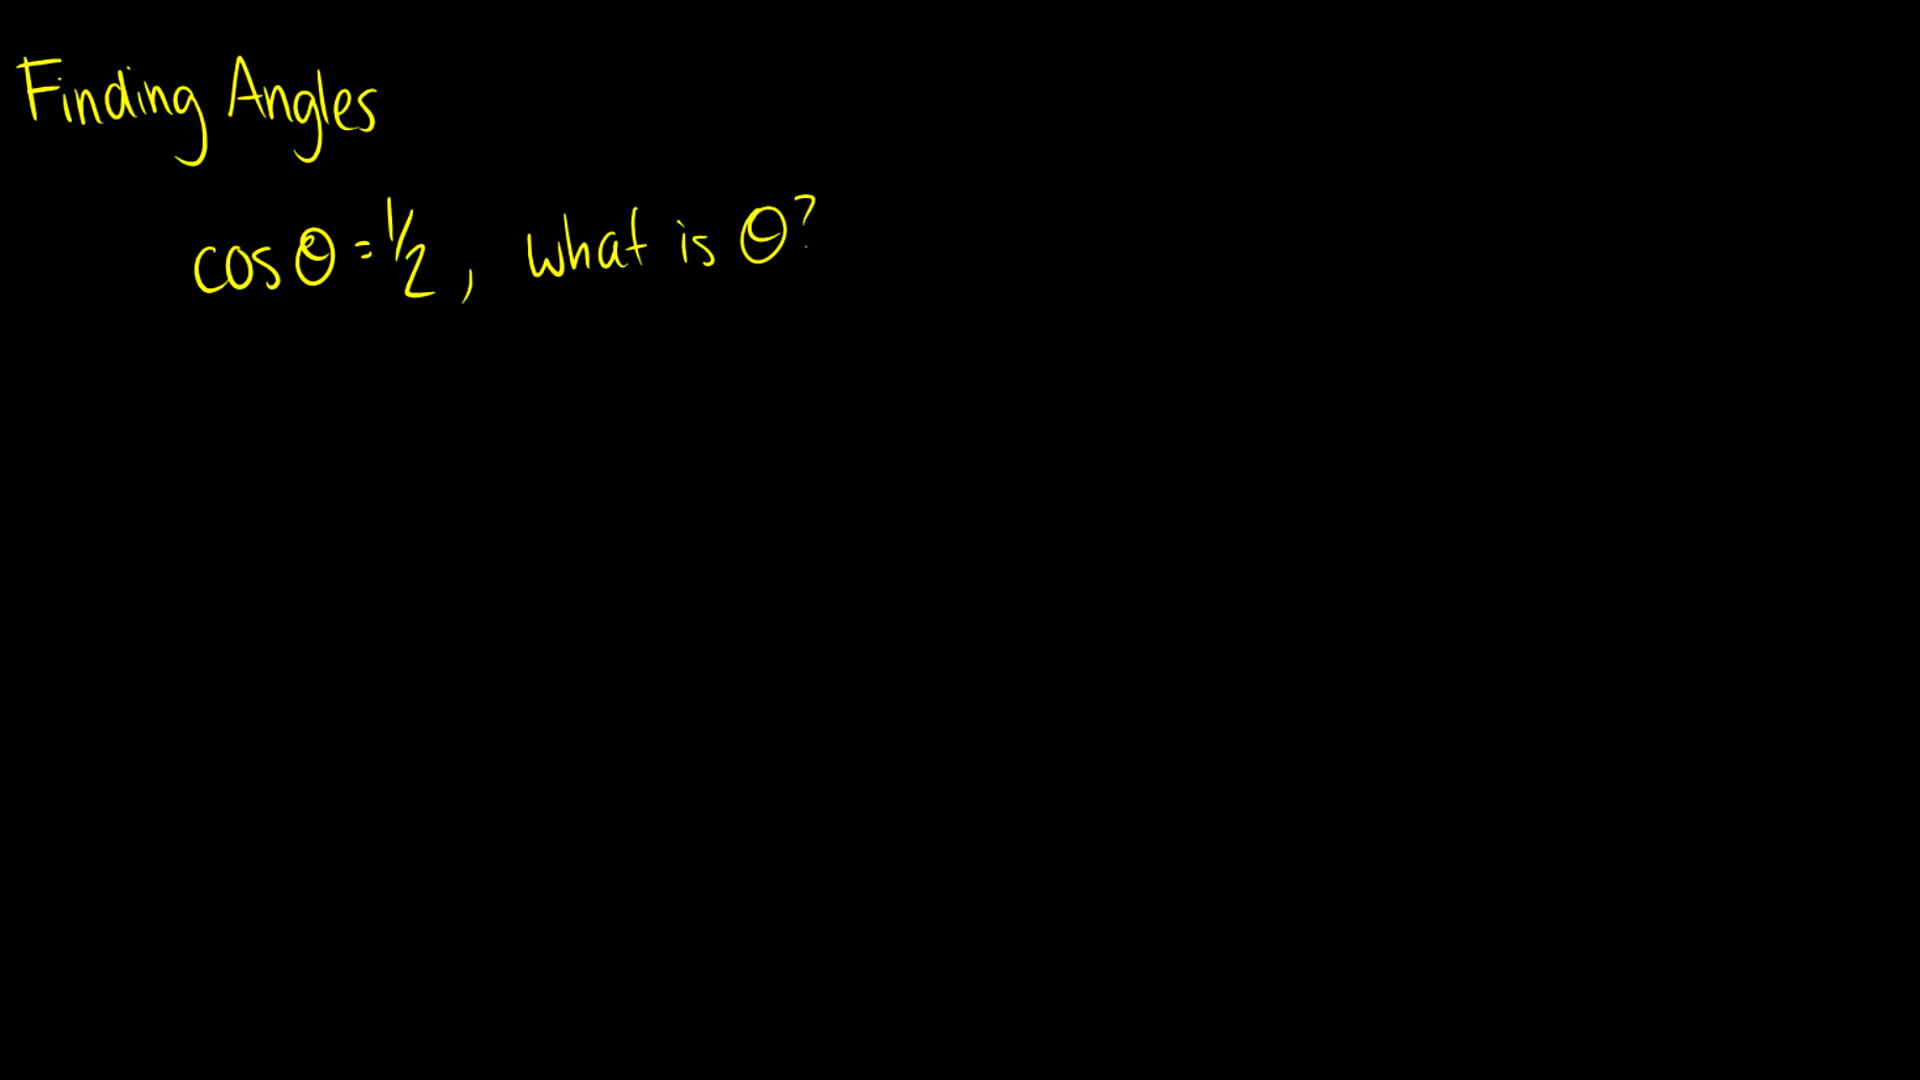 Finding Angles
cos θ = 1/2, what is θ?